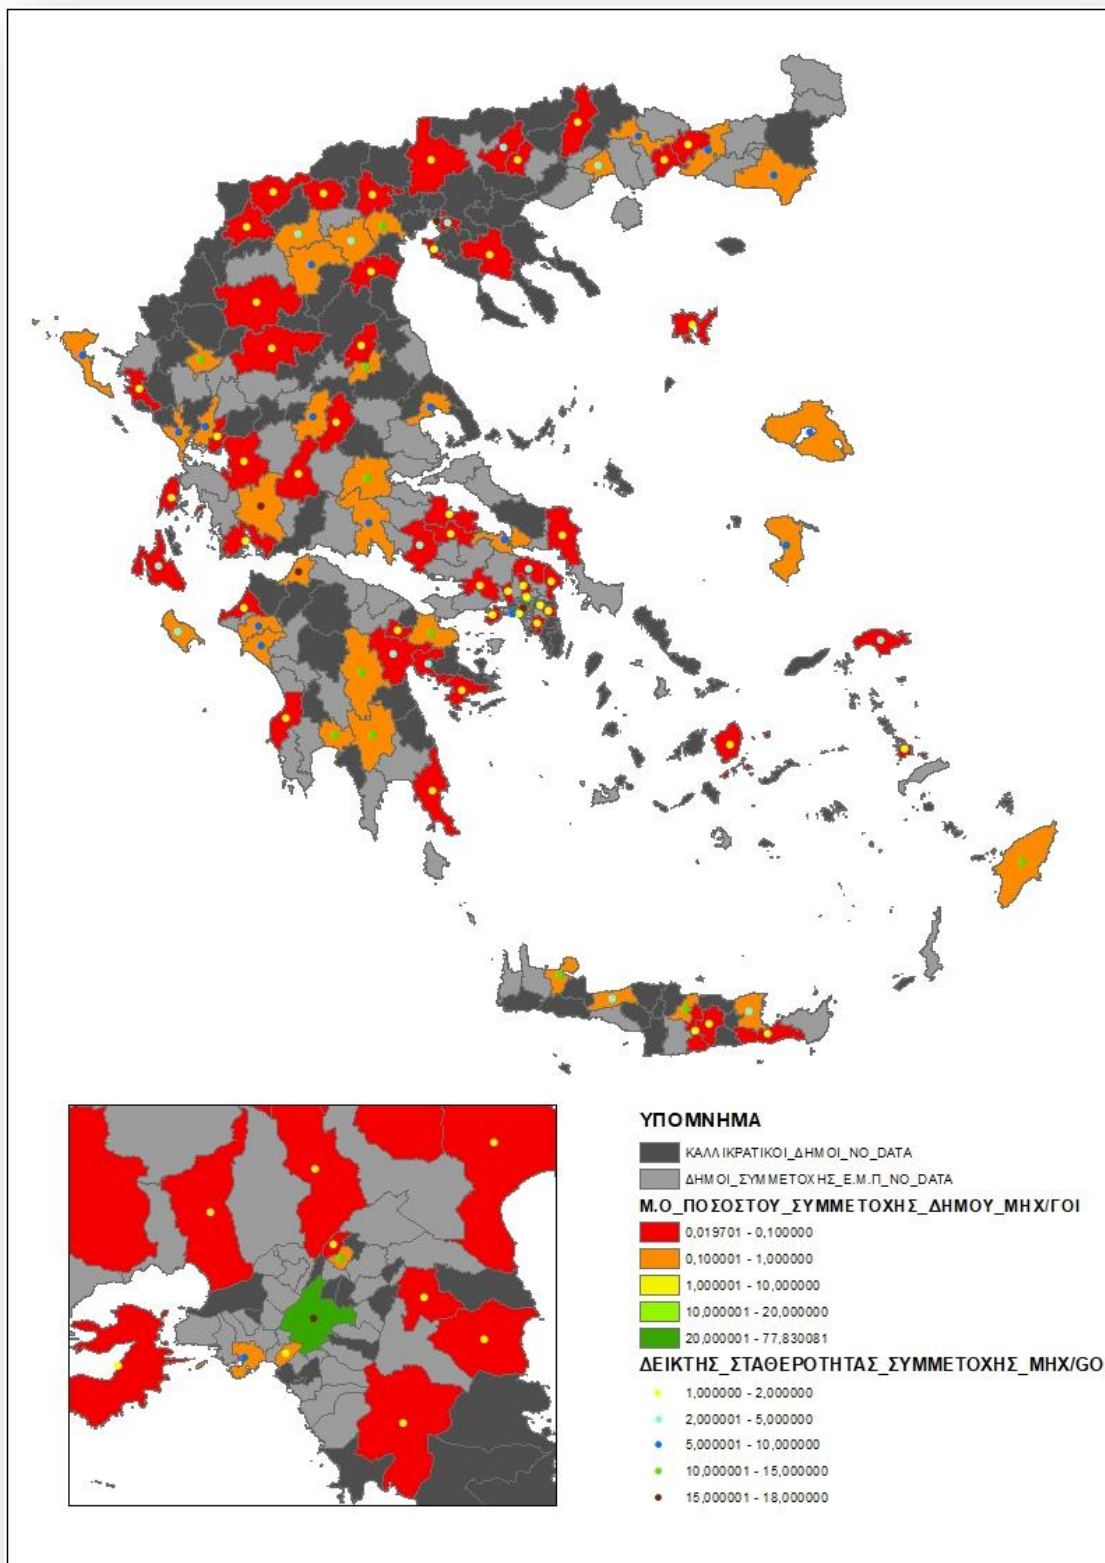 ΥΠΟΜΝΗΜΑ
ΚΑΛΛΙΚΡΑΤΙΚΟΙ_ΔΗΜΟΙ_NO_DATA
ΔΗΜΟΙ_ΣΥΜΜΕΤΟΧΗΣ_Ε.Μ.Π_NO_DATA
Μ.Ο_ΠΟΣΟΣΤΟΥ_ΣΥΜΜΕΤΟΧΗΣ_ΔΗΜΟΥ_ΜΗΧ/ΓΟΙ
0,019701 - 0,100000
0,100001 - 1,000000
1,000001 - 10,000000
10,000001 - 20,000000
20,000001 - 77,830081
ΔΕΙΚΤΗΣ_ΣΤΑΘΕΡΟΤΗΤΑΣ_ΣΥΜΜΕΤΟΧΗΣ_ΜΗΧ/GO
1,000000 - 2,000000
2,000001 - 5,000000
5,000001 - 10,000000
10,000001 - 15,000000
15,000001 - 18,000000